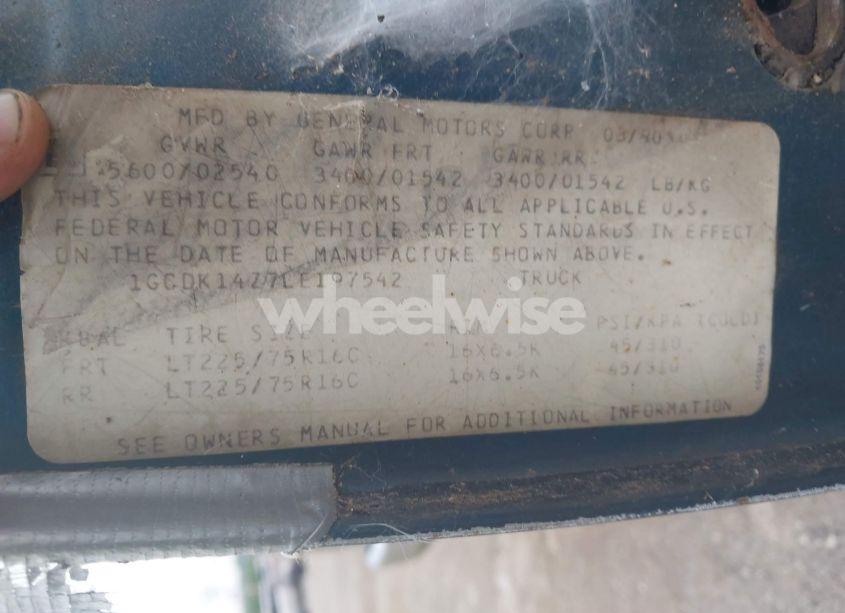 MFD BY GENERAL MOTORS CORP 03/90
GVWR GAWR FRT GAWR RR
5600/02540 3400/01542 3400/01542 LB/KG
THIS VEHICLE CONFORMS TO ALL APPLICABLE U.S.
FEDERAL MOTOR VEHICLE SAFETY STANDARDS IN EFFECT
ON THE DATE OF MANUFACTURE SHOWN ABOVE.
TRUCK
wheelwise
TIRE SIZE RIM PSI/KPA (COLD)
FRT LT225/75R16C 16X6.5K 45/310
RR LT225/75R16C 16X6.5K 45/310
SEE OWNERS MANUAL FOR ADDITIONAL INFORMATION